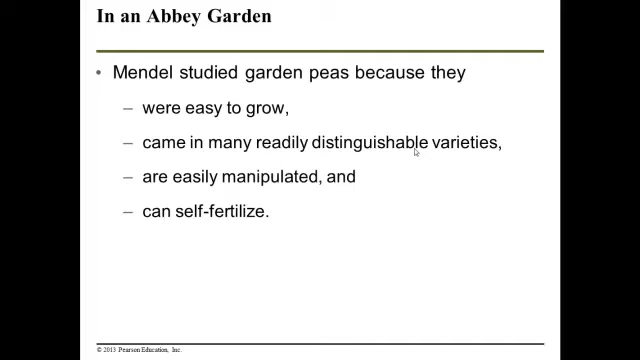 In an Abbey Garden
• Mendel studied garden peas because they
– were easy to grow,
– came in many readily distinguishable varieties,
– are easily manipulated, and
– can self-fertilize.
© 2013 Pearson Education, Inc.